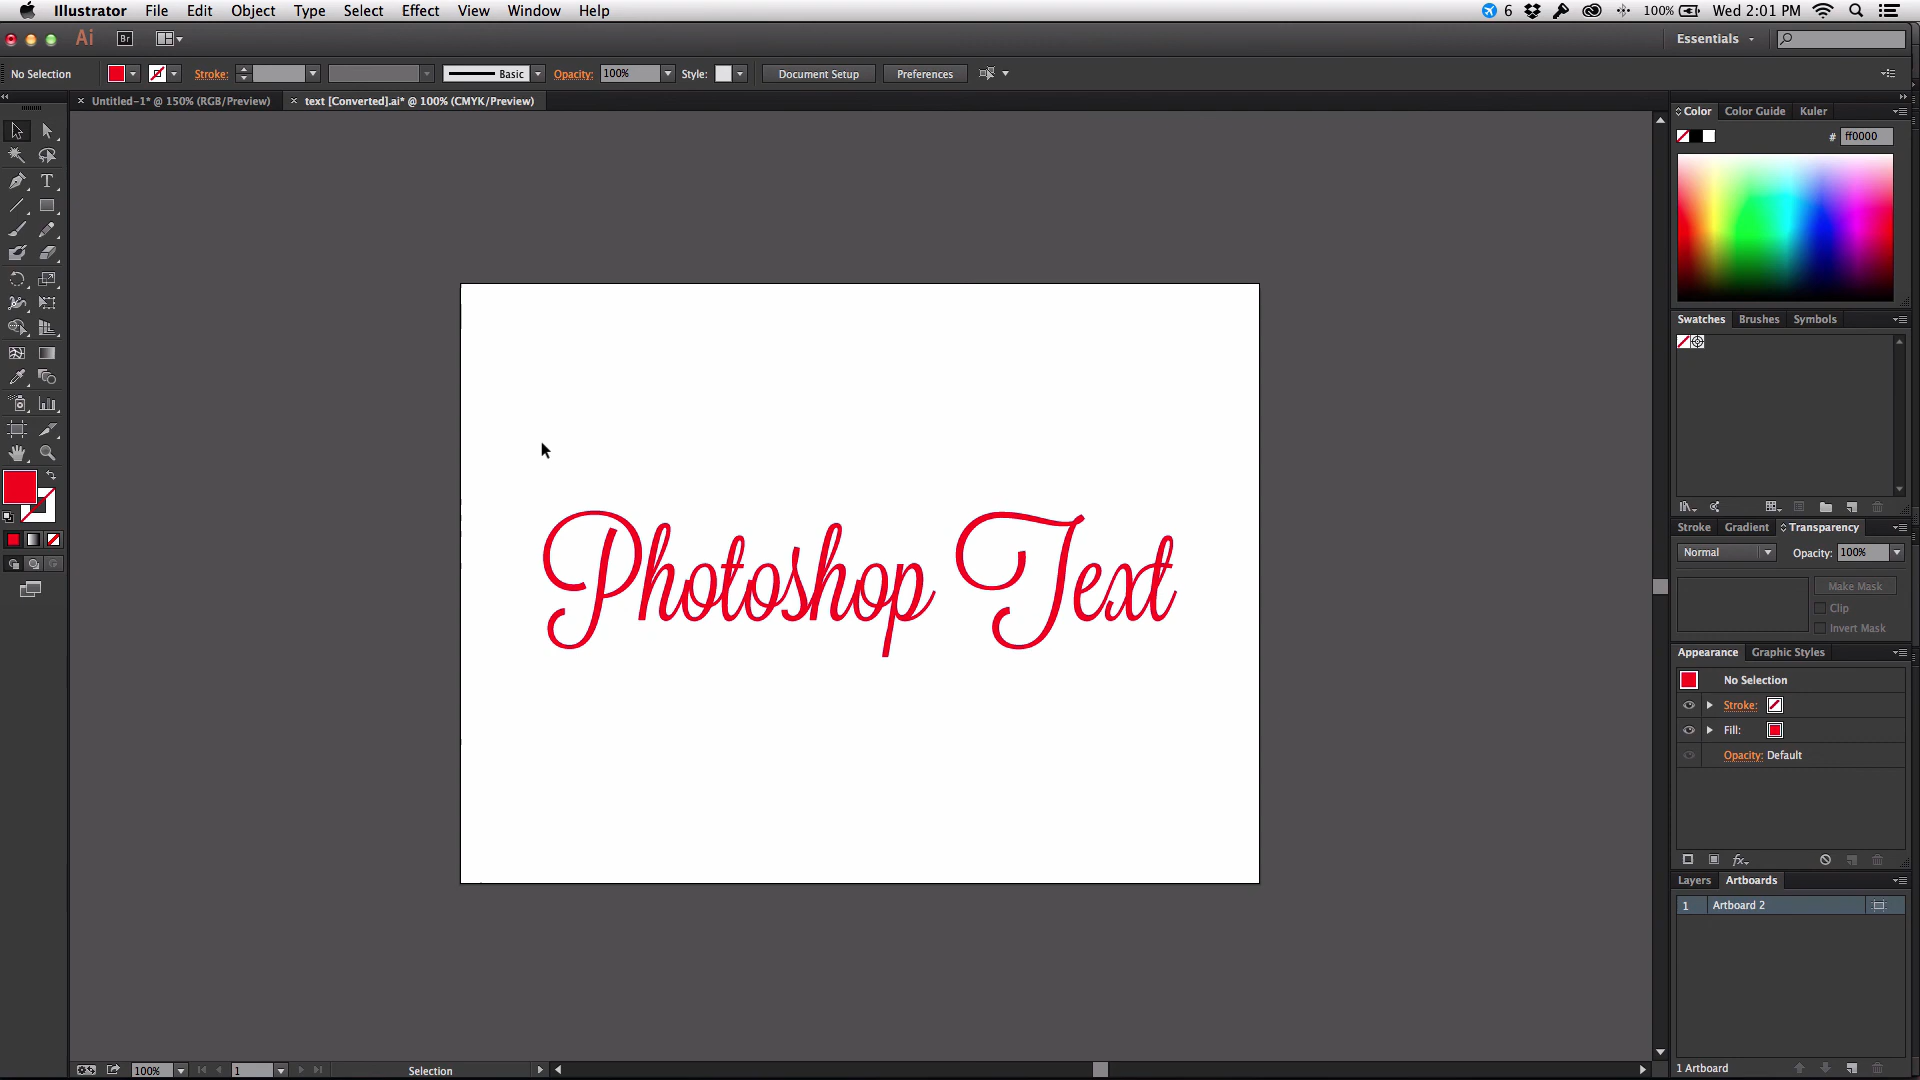 Illustrator File Edit Object Type Select Effect View Window Help 6 100% Wed 2:01 PM
Ai Br Essentials
No Selection Stroke: Basic Opacity: 100% Style: Document Setup Preferences
Untitled-1* @ 150% (RGB/Preview) text [Converted].ai* @ 100% (CMYK/Preview)
Color Color Guide Kuler
# ff0000
Swatches Brushes Symbols
Photoshop Text
Stroke Gradient Transparency
Normal Opacity: 100%
Make Mask
Clip
Invert Mask
Appearance Graphic Styles
No Selection
Stroke:
Fill:
Opacity: Default
fx
Layers Artboards
1 Artboard 2
100% 1 Selection
1 Artboard